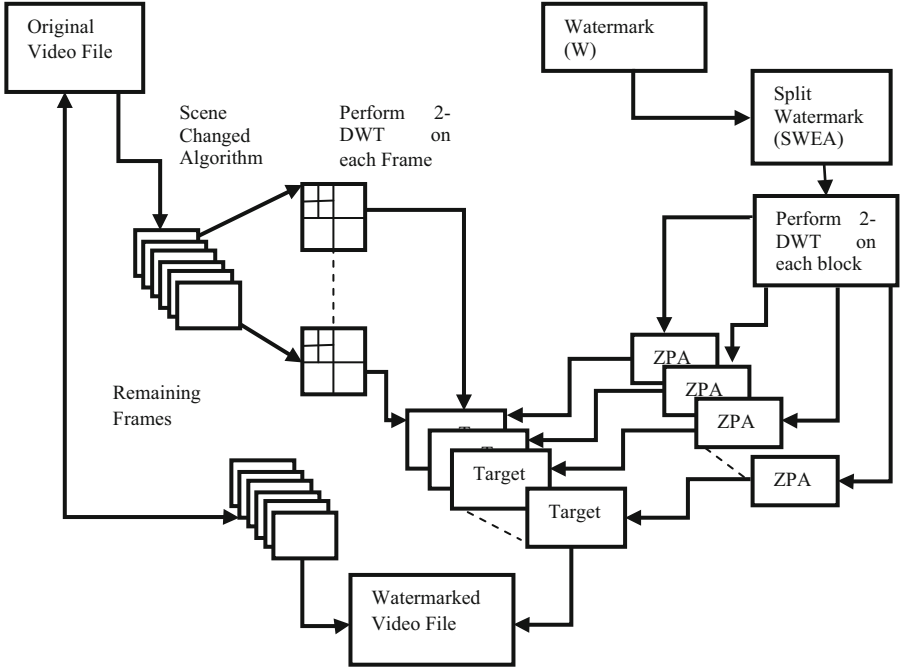 Original
Video File
Watermark
(W)
Scene
Changed
Algorithm
Perform 2-
DWT on
each Frame
Split
Watermark
(SWEA)
Perform 2-
DWT on
each block
ZPA
ZPA
ZPA
ZPA
Remaining
Frames
Target
Target
Watermarked
Video File